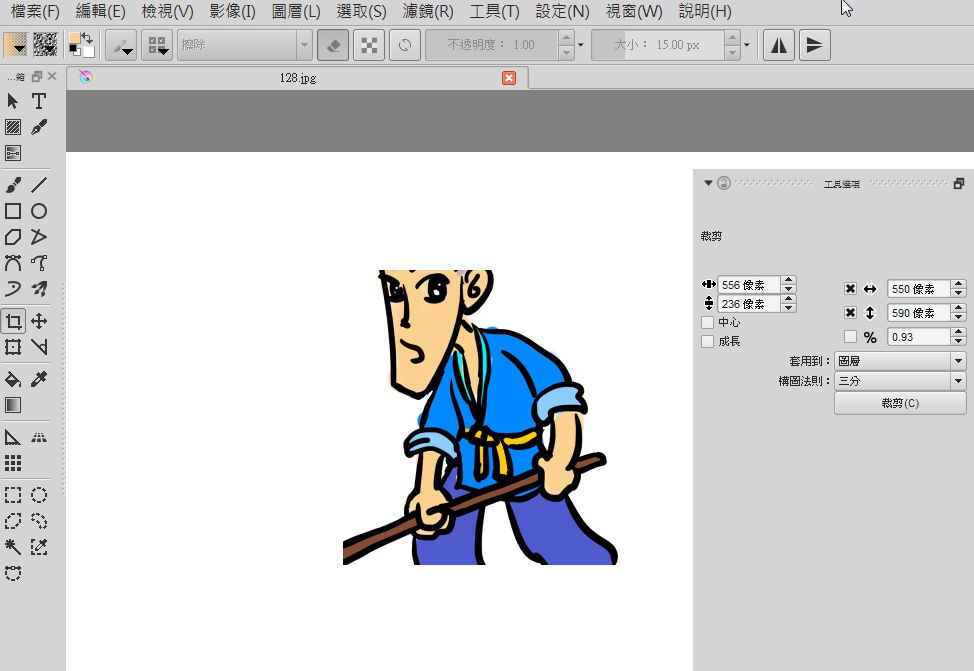 檔案(F) 編輯(E) 檢視(V) 影像(I) 圖層(L) 選取(S) 濾鏡(R) 工具(T) 設定(N) 視窗(W) 說明(H)
擦除 不透明度： 1.00 大小： 15.00 px
...箱 128.jpg
工具選項
裁剪
556 像素 550 像素
236 像素 590 像素
中心 % 0.93
成長
套用到： 圖層
構圖法則： 三分
裁剪(C)